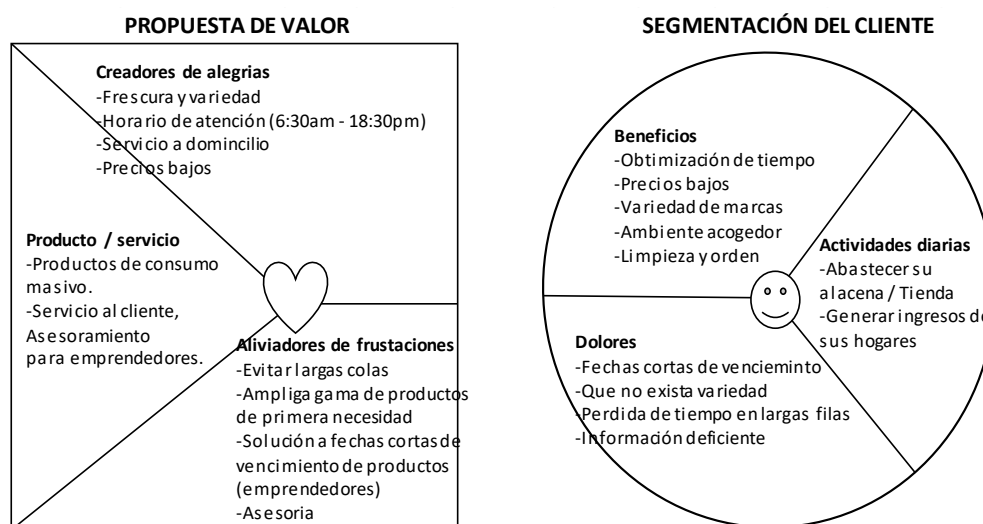 PROPUESTA DE VALOR
Creadores de alegrias
-Frescura y variedad
-Horario de atención (6:30am - 18:30pm)
-Servicio a domincilio
-Precios bajos
Producto / servicio
-Productos de consumo
masivo.
-Servicio al cliente,
Asesoramiento
para emprendedores.
Aliviadores de frustaciones
-Evitar largas colas
-Ampliga gama de productos
de primera necesidad
-Solución a fechas cortas de
vencimiento de productos
(emprendedores)
-Asesoria
SEGMENTACIÓN DEL CLIENTE
Beneficios
-Obtimización de tiempo
-Precios bajos
-Variedad de marcas
-Ambiente acogedor
-Limpieza y orden
Actividades diarias
-Abastecer su
alacena / Tienda
-Generar ingresos de
sus hogares
Dolores
-Fechas cortas de vencieminto
-Que no exista variedad
-Perdida de tiempo en largas filas
-Información deficiente